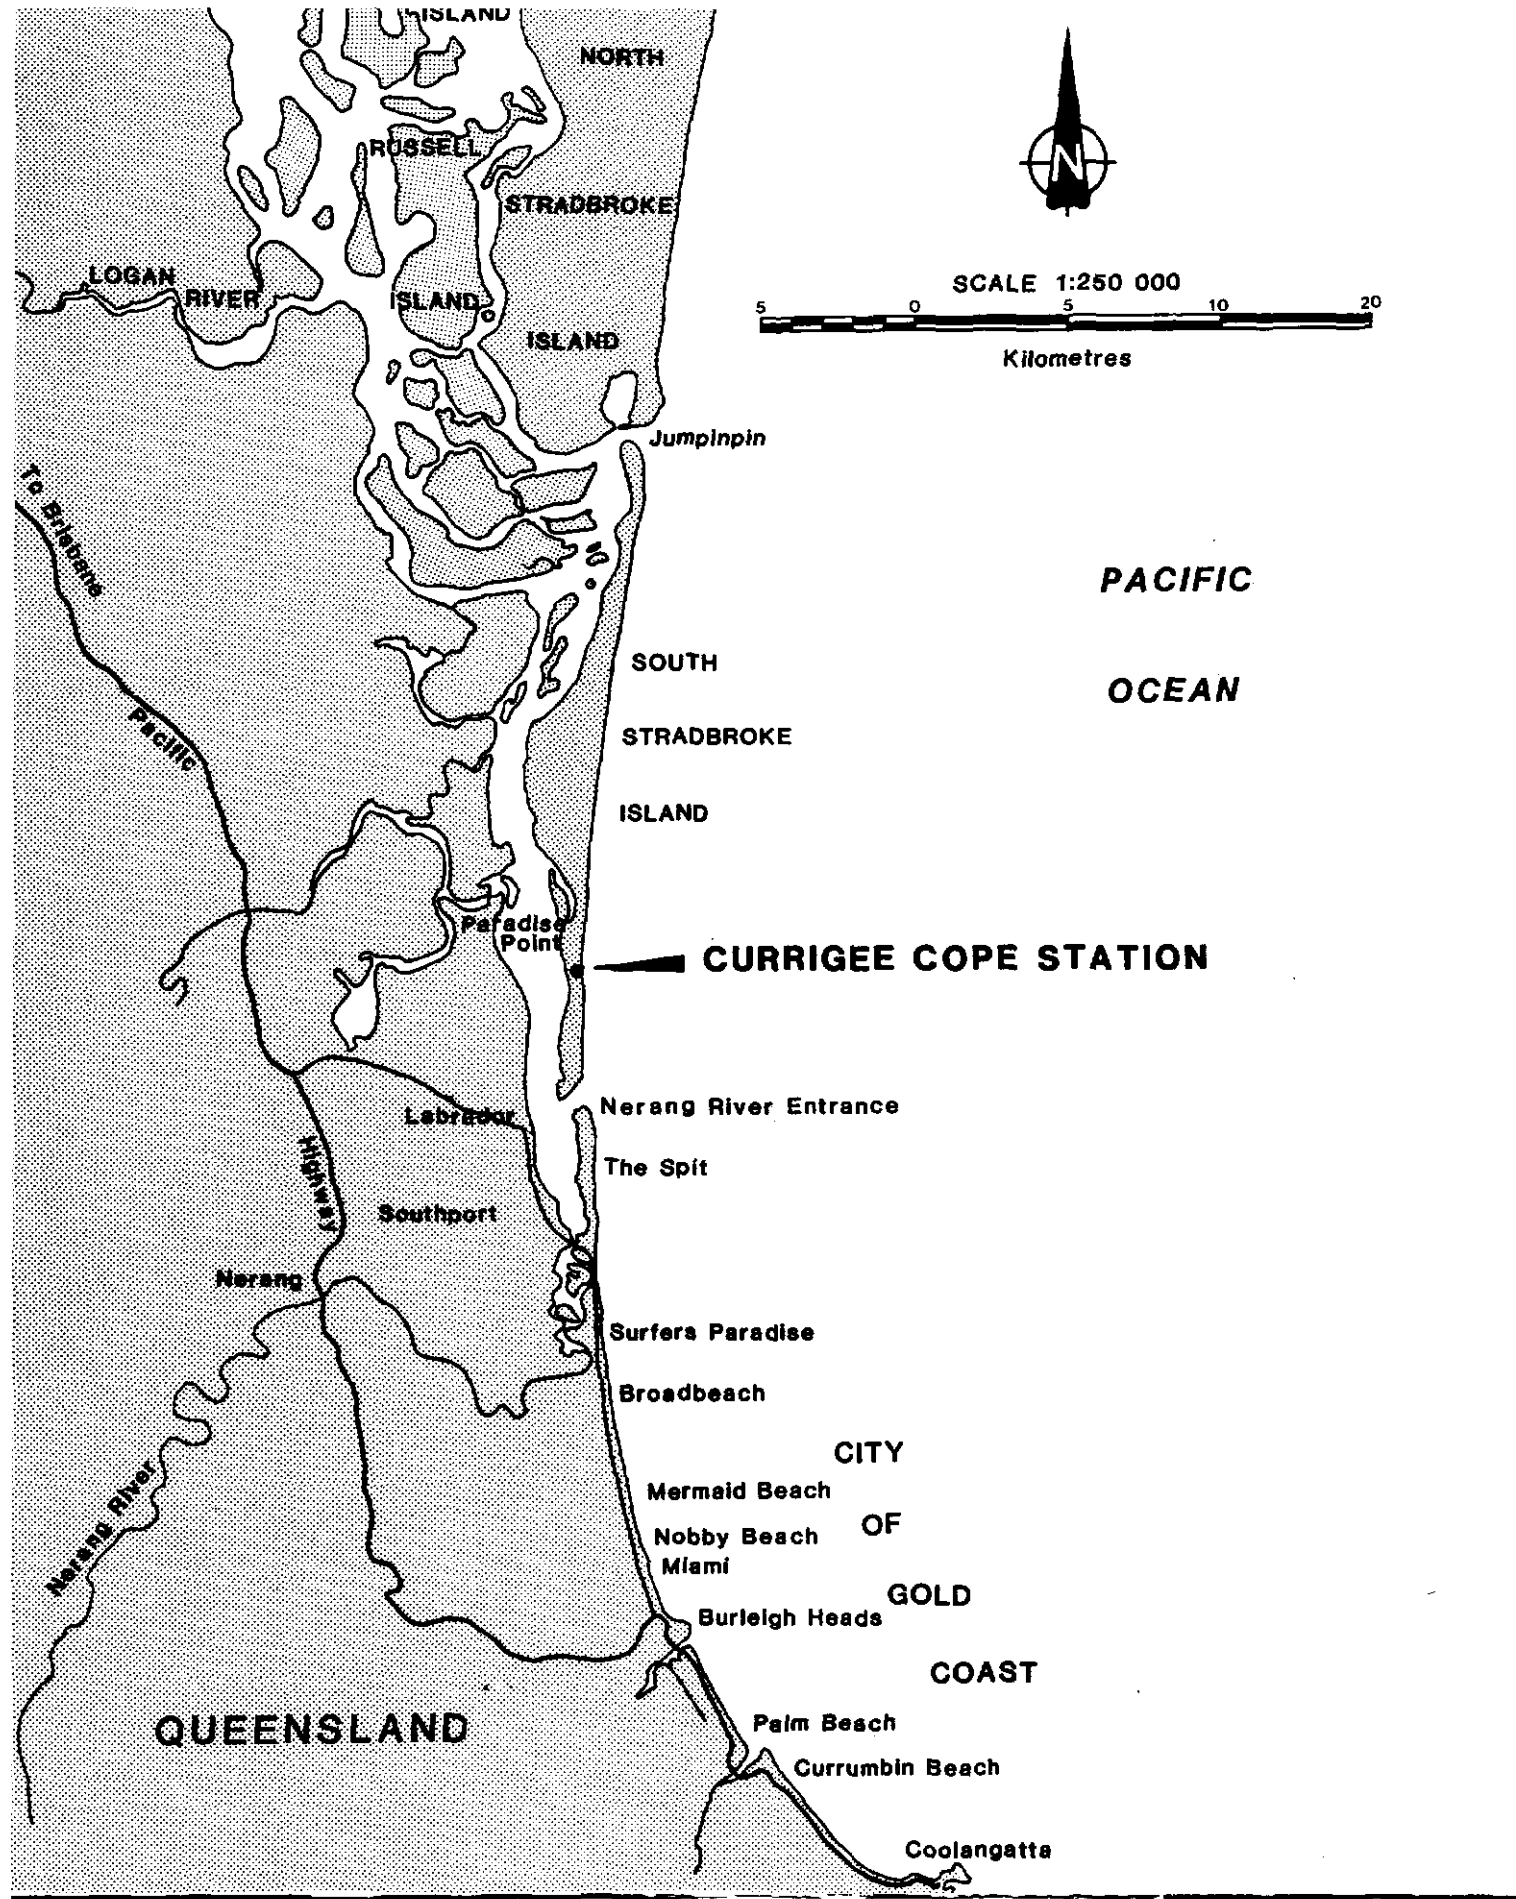 ISLAND
NORTH
RUSSELL
STRADBROKE
N
LOGAN
RIVER
ISLAND
ISLAND
SCALE 1:250 000
5 0 5 10 20
Kilometres
Jumpinpin
To Brisbane
PACIFIC
SOUTH
OCEAN
Pacific
STRADBROKE
ISLAND
Paradise
Point
CURRIGEE COPE STATION
Nerang River Entrance
Labrador
Highway
The Spit
Southport
Nerang
Surfers Paradise
Broadbeach
CITY
Mermaid Beach
OF
Nobby Beach
Miami
Nerang River
GOLD
Burleigh Heads
COAST
QUEENSLAND
Palm Beach
Currumbin Beach
Coolangatta